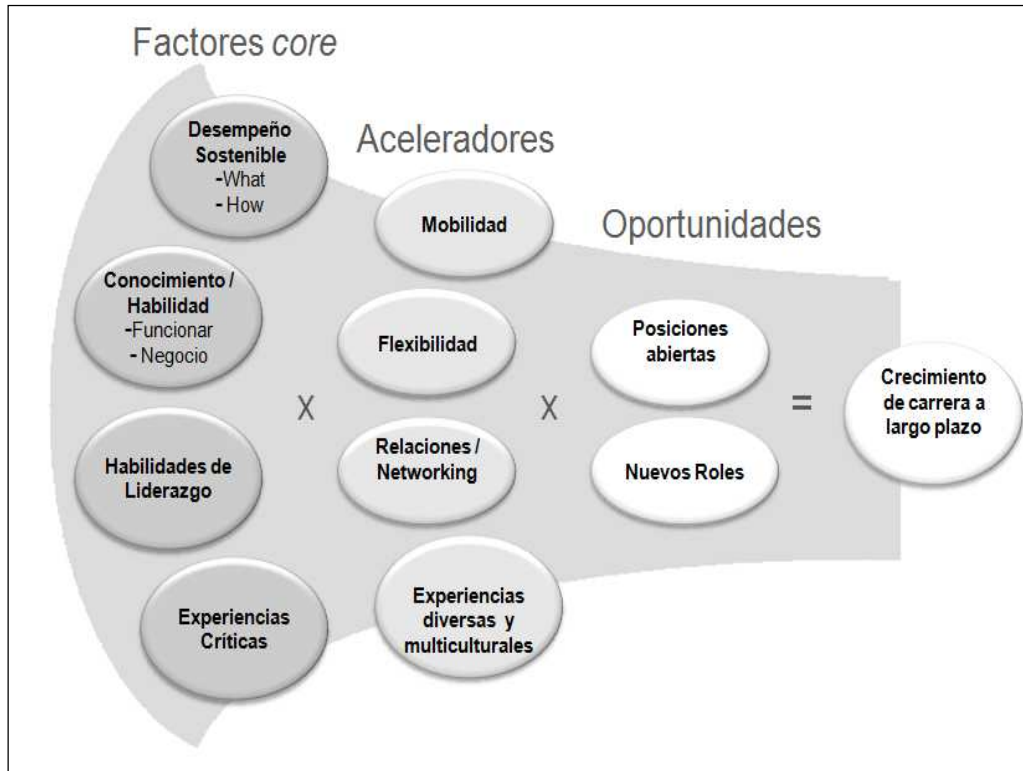 Factores core
Desempeño
Sostenible
-What
- How
Conocimiento /
Habilidad
-Funcionar
- Negocio
Habilidades de
Liderazgo
Experiencias
Críticas
X
Aceleradores
Mobilidad
Flexibilidad
Relaciones /
Networking
Experiencias
diversas y
multiculturales
X
Oportunidades
Posiciones
abiertas
Nuevos Roles
=
Crecimiento
de carrera a
largo plazo